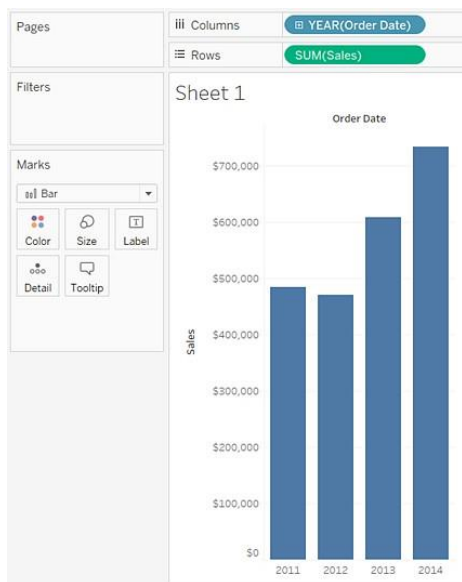 Pages
iii Columns
YEAR(Order Date)
Rows
SUM(Sales)
Filters
Sheet 1
Order Date
Marks
Bar
Color
Size
Label
Detail
Tooltip
Sales
$700,000
$600,000
$500,000
$400,000
$300,000
$200,000
$100,000
$0
2011 2012 2013 2014